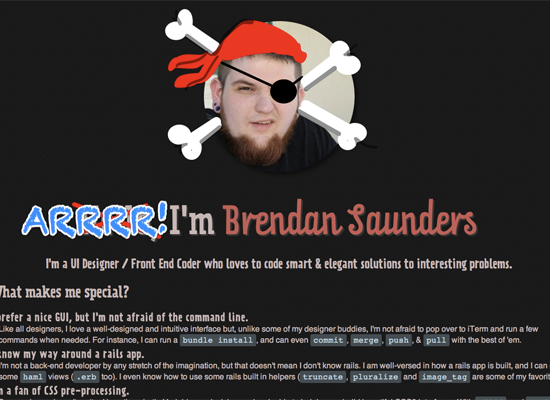 ARRRR! I'm Brendan Saunders
I'm a UI Designer / Front End Coder who loves to code smart & elegant solutions to interesting problems.
What makes me special?
prefer a nice GUI, but I'm not afraid of the command line.
Like all designers, I love a well-designed and intuitive interface but, unlike some of my designer buddies, I'm not afraid to pop over to iTerm and run a few
commands when needed. For instance, I can run a bundle install, and can even commit, merge, push, & pull with the best of 'em.
know my way around a rails app.
I'm not a back-end developer by any stretch of the imagination, but that doesn't mean I don't know rails. I am well-versed in how a rails app is built, and I can
some haml views (.erb too). I even know how to use some rails built in helpers (truncate, pluralize and image_tag are some of my favorit
a fan of CSS pre-processing.